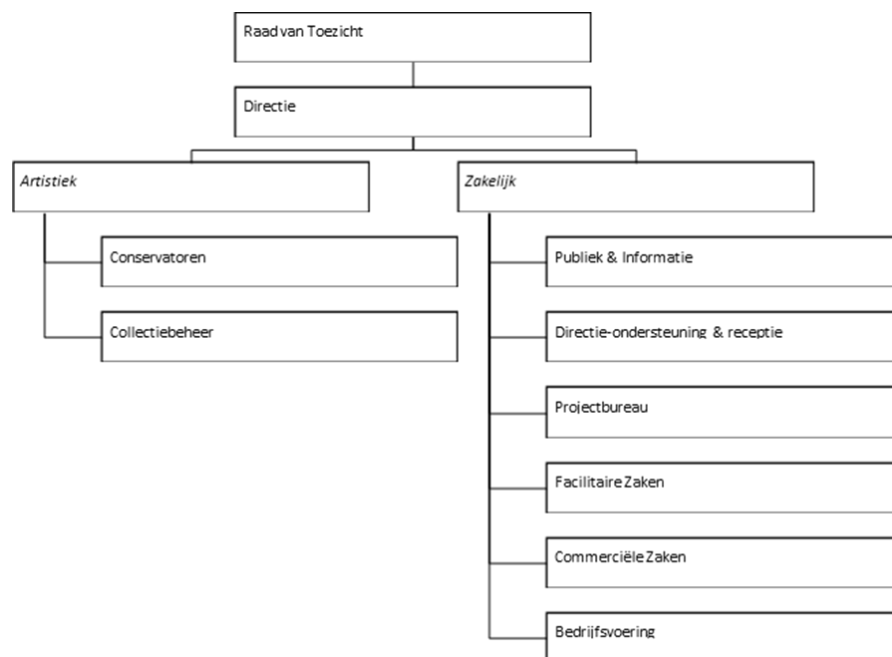 Raad van Toezicht
Directie
Artistiek
Zakelijk
Conservatoren
Collectiebeheer
Publiek & Informatie
Directie-ondersteuning & receptie
Projectbureau
Facilitaire Zaken
Commerciële Zaken
Bedrijfsvoering